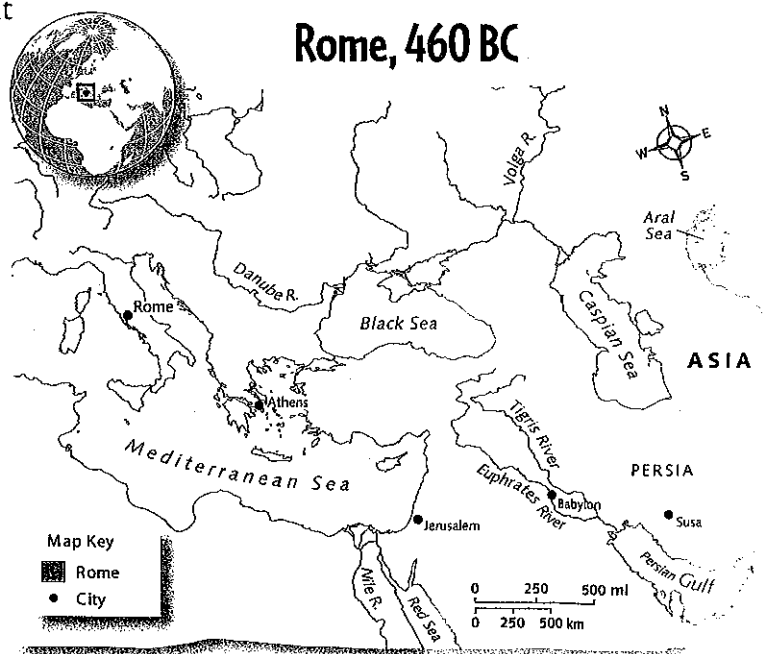 t
Rome, 460 BC
N
W E
S
Volga R.
Aral
Sea
Danube R.
Rome
Black Sea
Caspian Sea
ASIA
Athens
Tigris River
Mediterranean Sea
PERSIA
Euphrates River
Babylon
Susa
Jerusalem
Persian Gulf
Map Key
Rome
City
Nile R.
Red Sea
0 250 500 ml
0 250 500 km